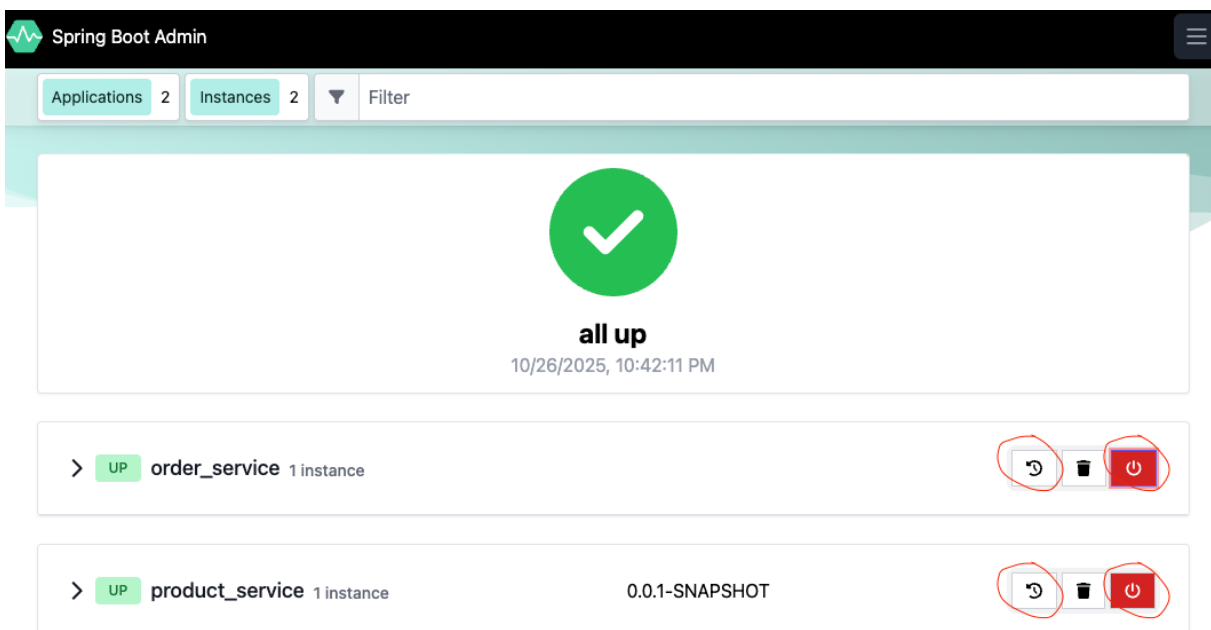 Spring Boot Admin
Applications 2 Instances 2 Filter
all up
10/26/2025, 10:42:11 PM
UP order_service 1 instance
UP product_service 1 instance 0.0.1-SNAPSHOT